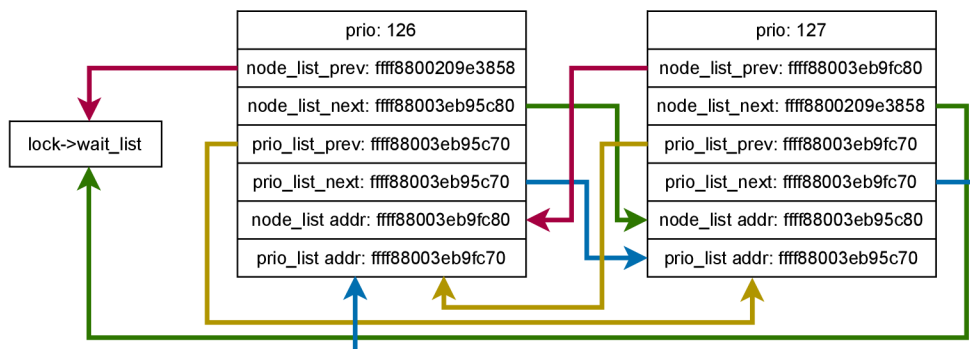 prio: 126
node_list_prev: ffff8800209e3858
node_list_next: ffff88003eb95c80
prio_list_prev: ffff88003eb95c70
prio_list_next: ffff88003eb95c70
node_list addr: ffff88003eb9fc80
prio_list addr: ffff88003eb9fc70
lock->wait_list
prio: 127
node_list_prev: ffff88003eb9fc80
node_list_next: ffff8800209e3858
prio_list_prev: ffff88003eb9fc70
prio_list_next: ffff88003eb9fc70
node_list addr: ffff88003eb95c80
prio_list addr: ffff88003eb95c70